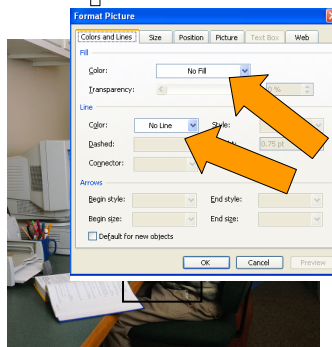 Format Picture
Colors and Lines Size Position Picture Text Box Web
Fill
Color: No Fill
Transparency: 0 %
Line
Color: No Line Style:
Dashed: 0.75 pt
Connector:
Arrows
Begin style: End style:
Begin size: End size:
Default for new objects
OK Cancel Preview